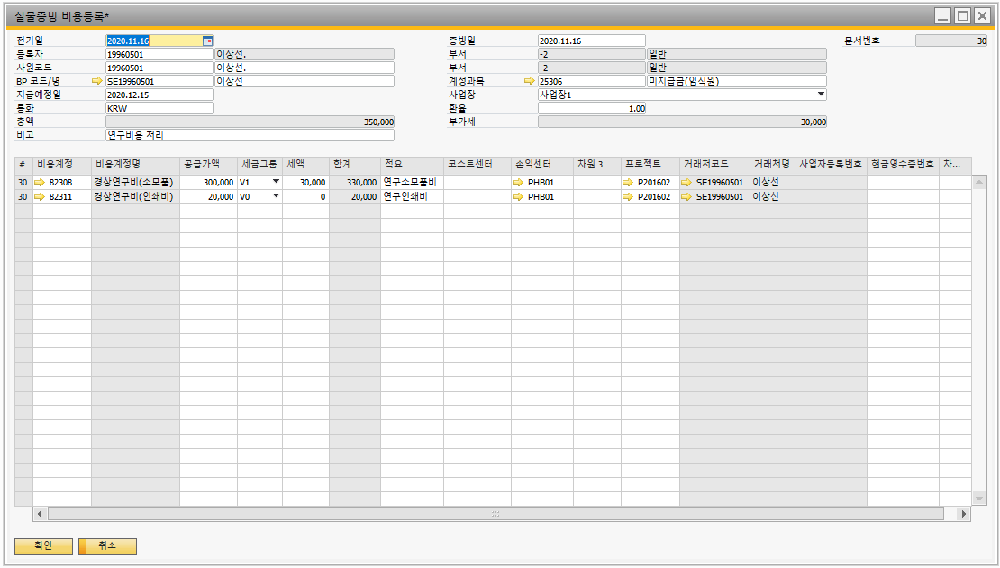 실물증빙 비용등록*
전기일 2020.11.16 증빙일 2020.11.16 문서번호 30
등록자 19960501 이상선. 부서 -2 일반
사원코드 19960501 이상선. 부서 -2 일반
BP 코드/명 SE19960501 이상선 계정과목 25306 미지급금(임직원)
지급예정일 2020.12.15 사업장 사업장1
통화 KRW 환율 1.00
총액 350,000 부가세 30,000
비고 연구비용 처리
# 비용계정 비용계정명 공급가액 세금그룹 세액 합계 적요 코스트센터 손익센터 차원 3 프로젝트 거래처코드 거래처명 사업자등록번호 현금영수증번호 차...
30 82308 경상연구비(소모품) 300,000 V1 30,000 330,000 연구소모품비 PHB01 P201602 SE19960501 이상선
30 82311 경상연구비(인쇄비) 20,000 V0 0 20,000 연구인쇄비 PHB01 P201602 SE19960501 이상선
확인 취소